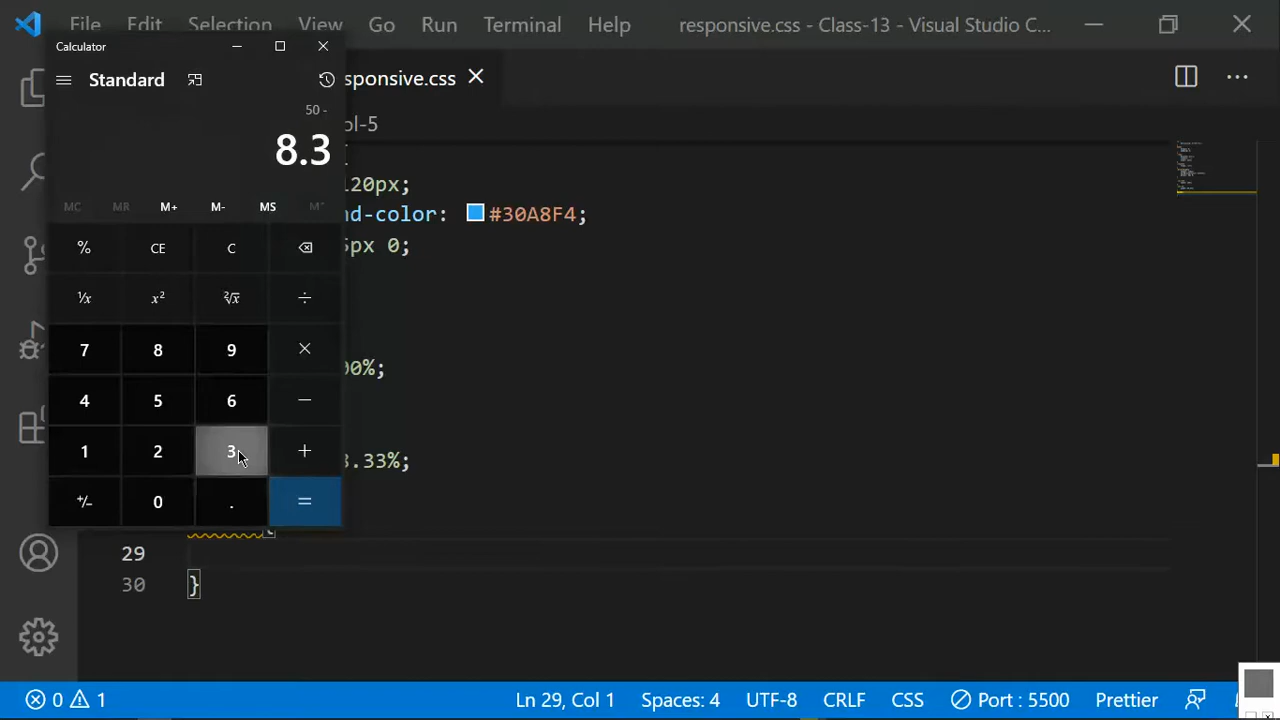 File Edit Selection View Go Run Terminal Help responsive.css - Class-13 - Visual Studio C...
Calculator
Standard
sponsive.css
50 -
8.3
ol-5
120px;
nd-color: #30A8F4;
5px 0;
00%;
3.33%;
MC MR M+ M- MS M˅
% CE C ⌫
¹/x x² ²√x ÷
7 8 9 ×
4 5 6 −
1 2 3 +
+/− 0 . =
{
29
30 }
0 1 Ln 29, Col 1 Spaces: 4 UTF-8 CRLF CSS Port : 5500 Prettier